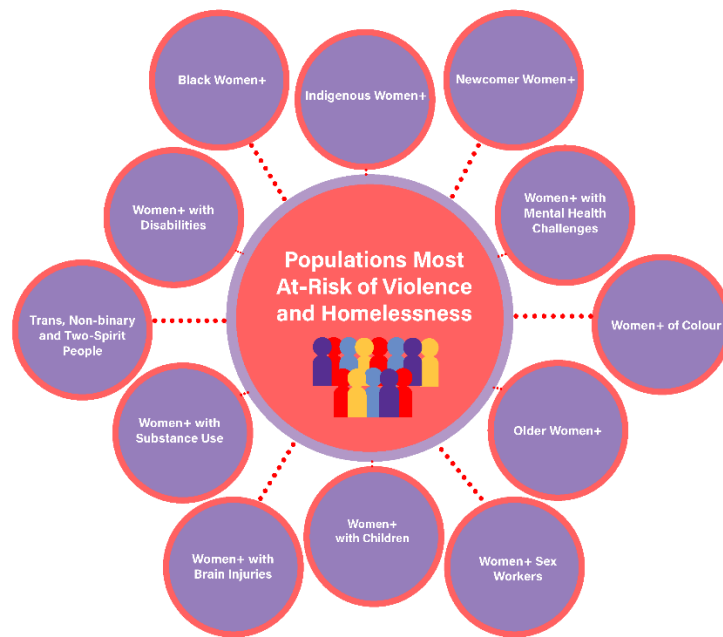 Populations Most
At-Risk of Violence
and Homelessness
Black Women+
Indigenous Women+
Newcomer Women+
Women+ with
Mental Health
Challenges
Women+ of Colour
Older Women+
Women+ Sex
Workers
Women+
with Children
Women+ with
Brain Injuries
Women+ with
Substance Use
Trans, Non-binary
and Two-Spirit
People
Women+ with
Disabilities